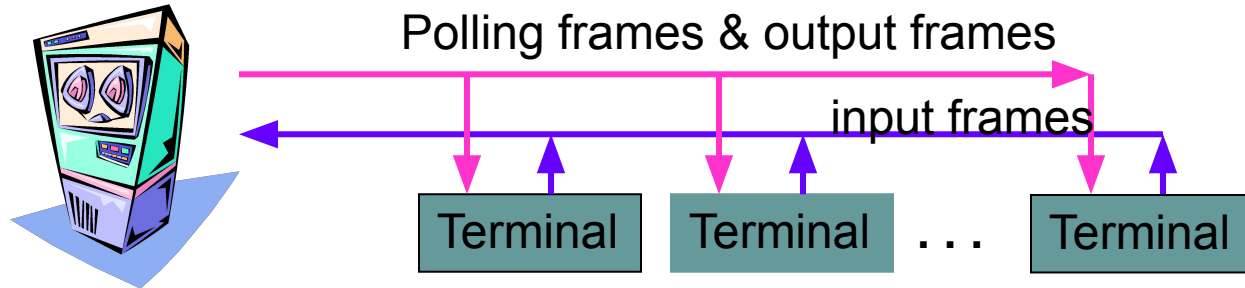 Polling frames & output frames
input frames
Terminal Terminal . . . Terminal